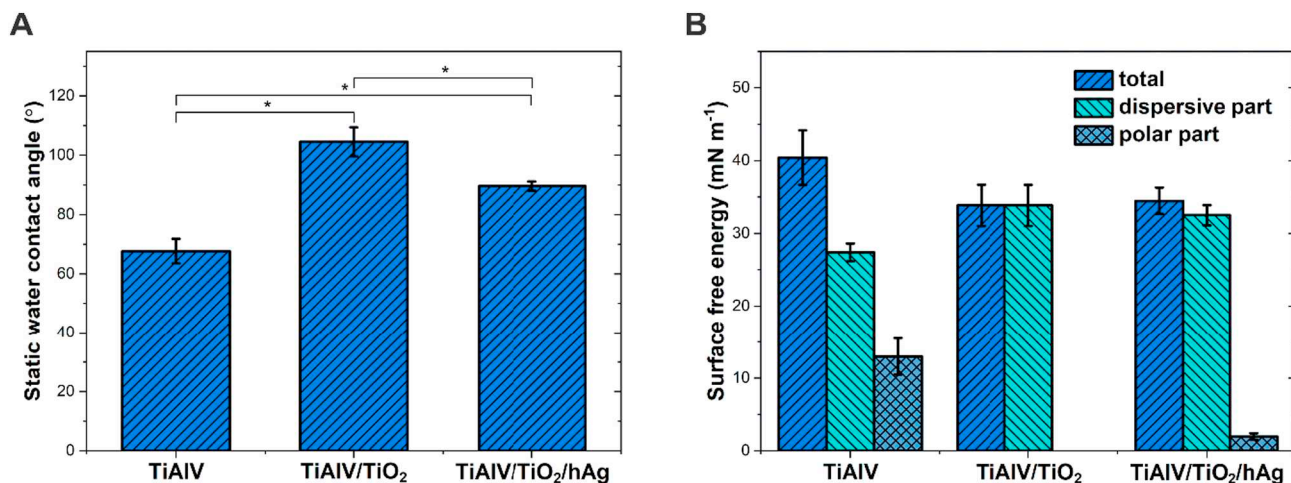 A
Static water contact angle (°)
120
100
80
60
40
20
0
*
*
*
TiAlV
TiAlV/TiO₂
TiAlV/TiO₂/hAg
B
Surface free energy (mN m⁻¹)
50
40
30
20
10
0
total
dispersive part
polar part
TiAlV
TiAlV/TiO₂
TiAlV/TiO₂/hAg